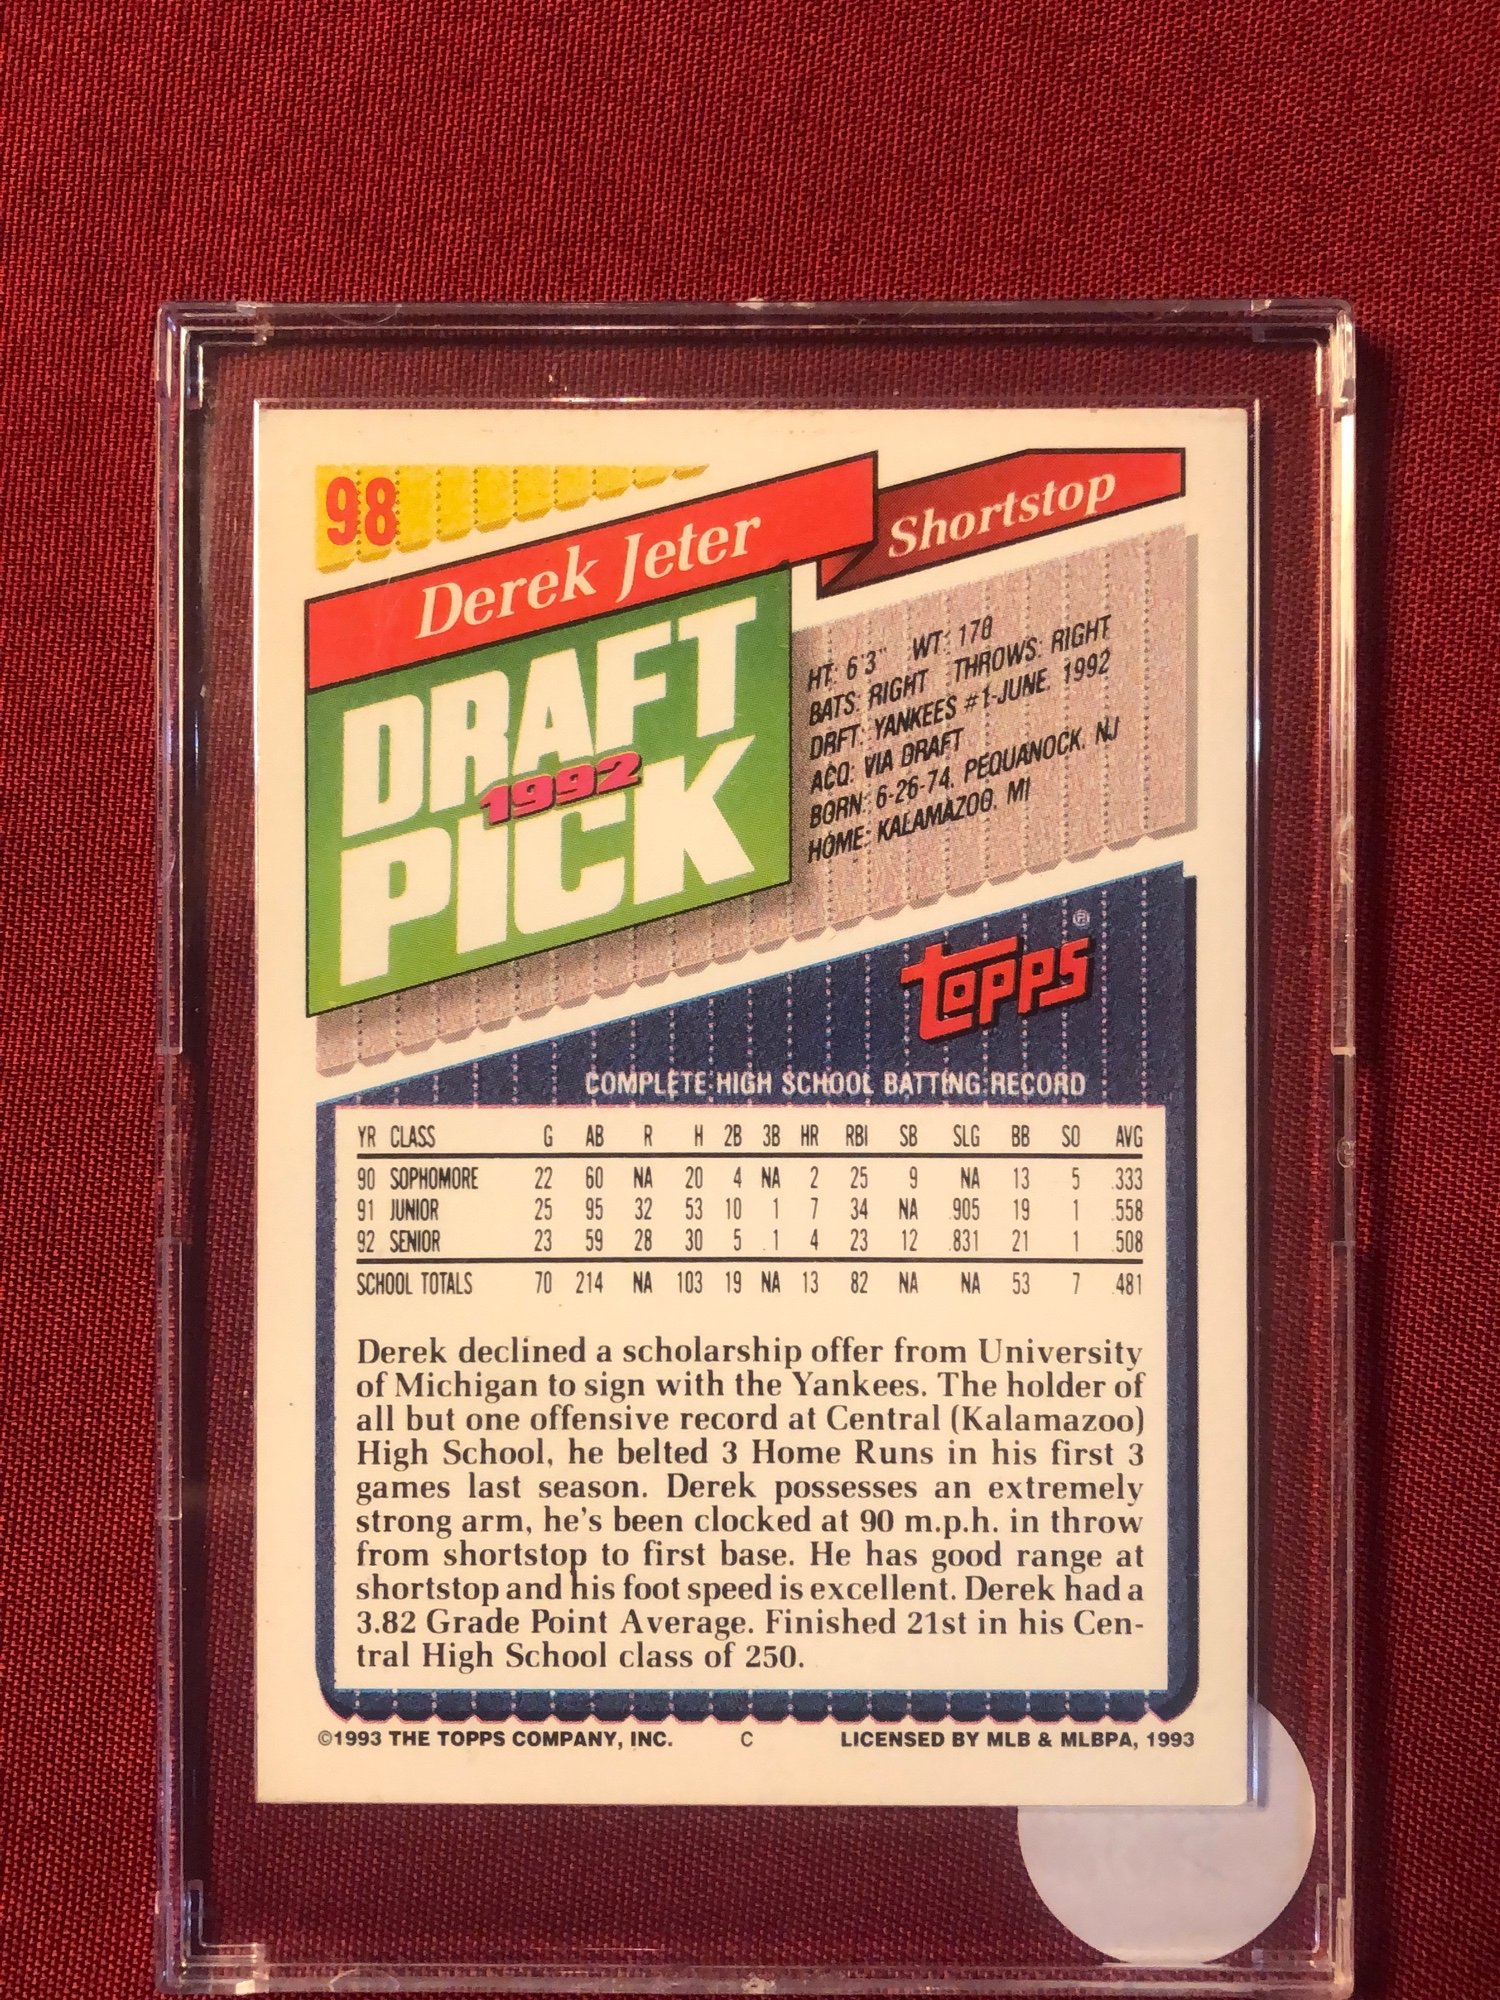 98
Derek Jeter
Shortstop
DRAFT
1992
PICK
HT: 6'3" WT: 178
BATS: RIGHT THROWS: RIGHT
DRFT: YANKEES #1-JUNE, 1992
ACQ: VIA DRAFT
BORN: 6-26-74, PEQUANOCK, NJ
HOME: KALAMAZOO, MI
TOPPS®
COMPLETE HIGH SCHOOL BATTING RECORD
YR CLASS G AB R H 2B 3B HR RBI SB SLG BB SO AVG
90 SOPHOMORE 22 60 NA 20 4 NA 2 25 9 NA 13 5 .333
91 JUNIOR 25 95 32 53 10 1 7 34 NA .905 19 1 .558
92 SENIOR 23 59 28 30 5 1 4 23 12 .831 21 1 .508
SCHOOL TOTALS 70 214 NA 103 19 NA 13 82 NA NA 53 7 .481
Derek declined a scholarship offer from University
of Michigan to sign with the Yankees. The holder of
all but one offensive record at Central (Kalamazoo)
High School, he belted 3 Home Runs in his first 3
games last season. Derek possesses an extremely
strong arm, he's been clocked at 90 m.p.h. in throw
from shortstop to first base. He has good range at
shortstop and his foot speed is excellent. Derek had a
3.82 Grade Point Average. Finished 21st in his Cen-
tral High School class of 250.
©1993 THE TOPPS COMPANY, INC. C LICENSED BY MLB & MLBPA, 1993